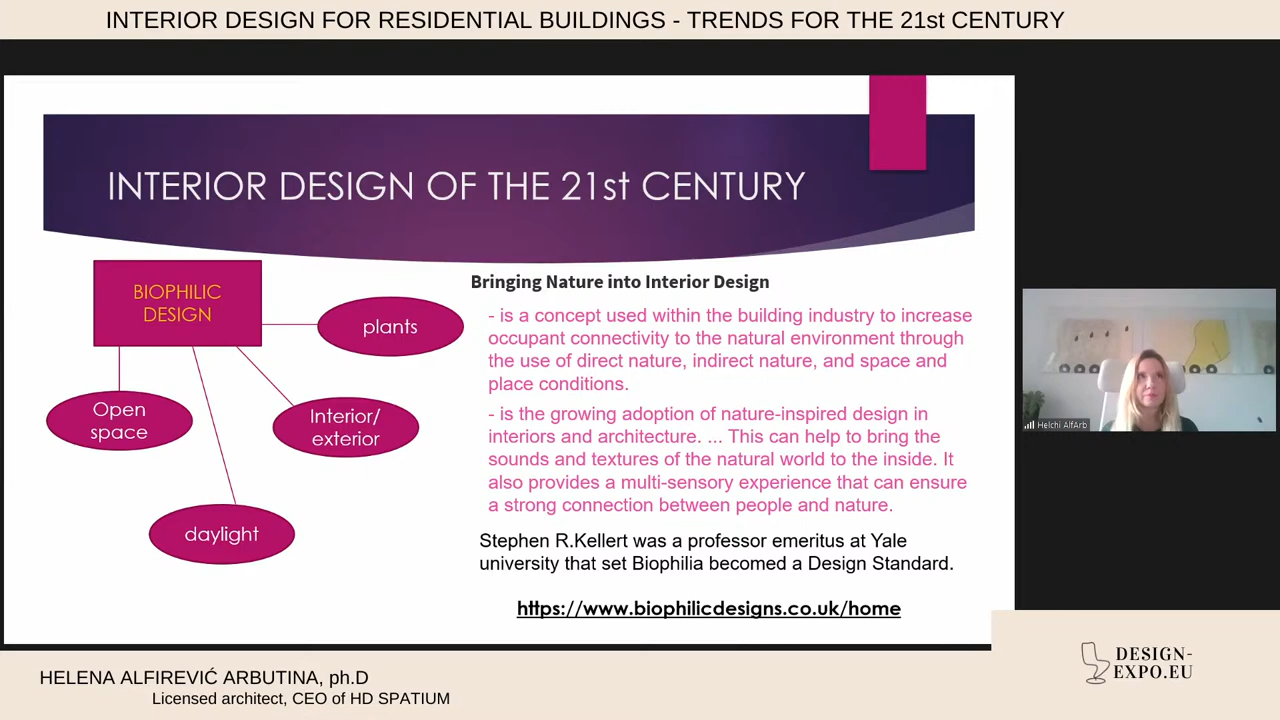 INTERIOR DESIGN FOR RESIDENTIAL BUILDINGS - TRENDS FOR THE 21st CENTURY
INTERIOR DESIGN OF THE 21st CENTURY
BIOPHILIC
DESIGN
plants
Open
space
Interior/
exterior
daylight
Bringing Nature into Interior Design
- is a concept used within the building industry to increase
occupant connectivity to the natural environment through
the use of direct nature, indirect nature, and space and
place conditions.
- is the growing adoption of nature-inspired design in
interiors and architecture. ... This can help to bring the
sounds and textures of the natural world to the inside. It
also provides a multi-sensory experience that can ensure
a strong connection between people and nature.
Stephen R.Kellert was a professor emeritus at Yale
university that set Biophilia becomed a Design Standard.
https://www.biophilicdesigns.co.uk/home
Helchi AlfArb
HELENA ALFIREVIĆ ARBUTINA, ph.D
Licensed architect, CEO of HD SPATIUM
DESIGN-
EXPO.EU